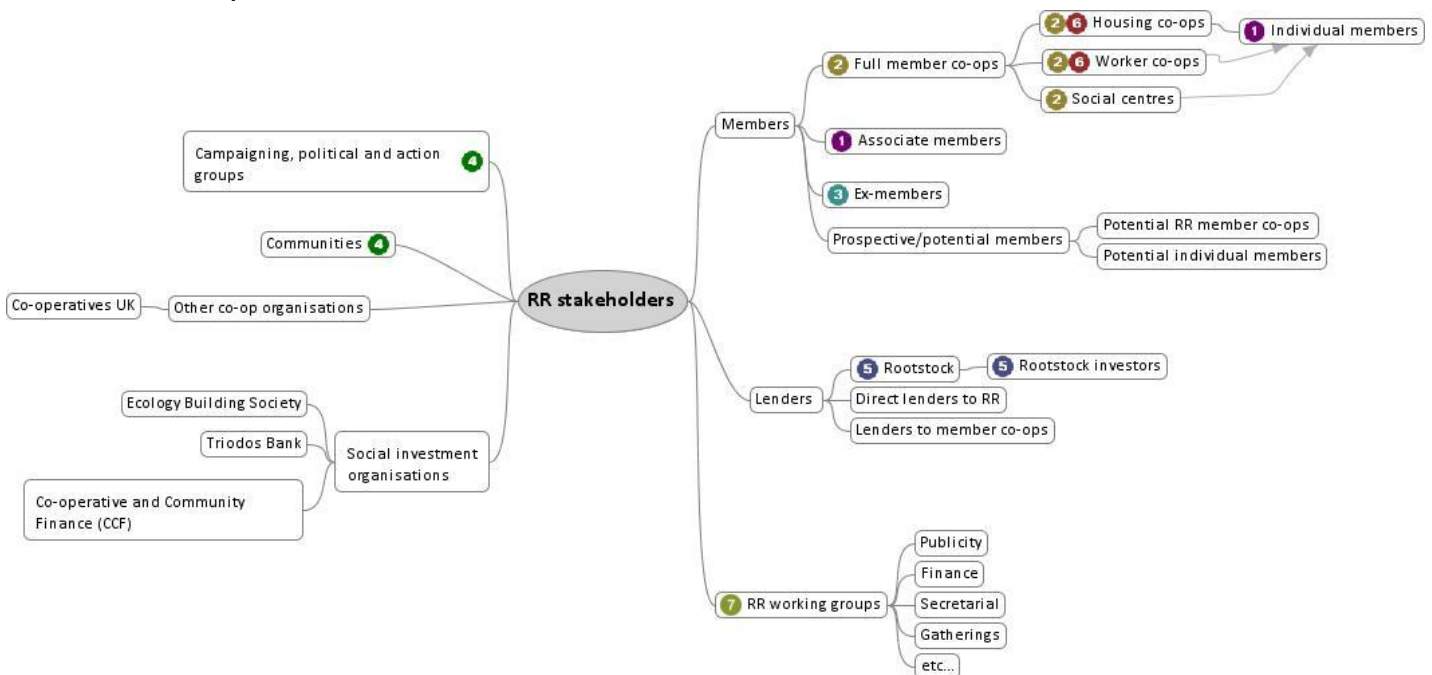 2 6 Housing co-ops
1 Individual members
2 Full member co-ops
2 6 Worker co-ops
2 Social centres
Members
1 Associate members
3 Ex-members
Prospective/potential members
Potential RR member co-ops
Potential individual members
Campaigning, political and action
groups
4
Communities 4
Co-operatives UK
Other co-op organisations
RR stakeholders
Ecology Building Society
Triodos Bank
Co-operative and Community
Finance (CCF)
Social investment
organisations
Lenders
5 Rootstock
5 Rootstock investors
Direct lenders to RR
Lenders to member co-ops
7 RR working groups
Publicity
Finance
Secretarial
Gatherings
etc...